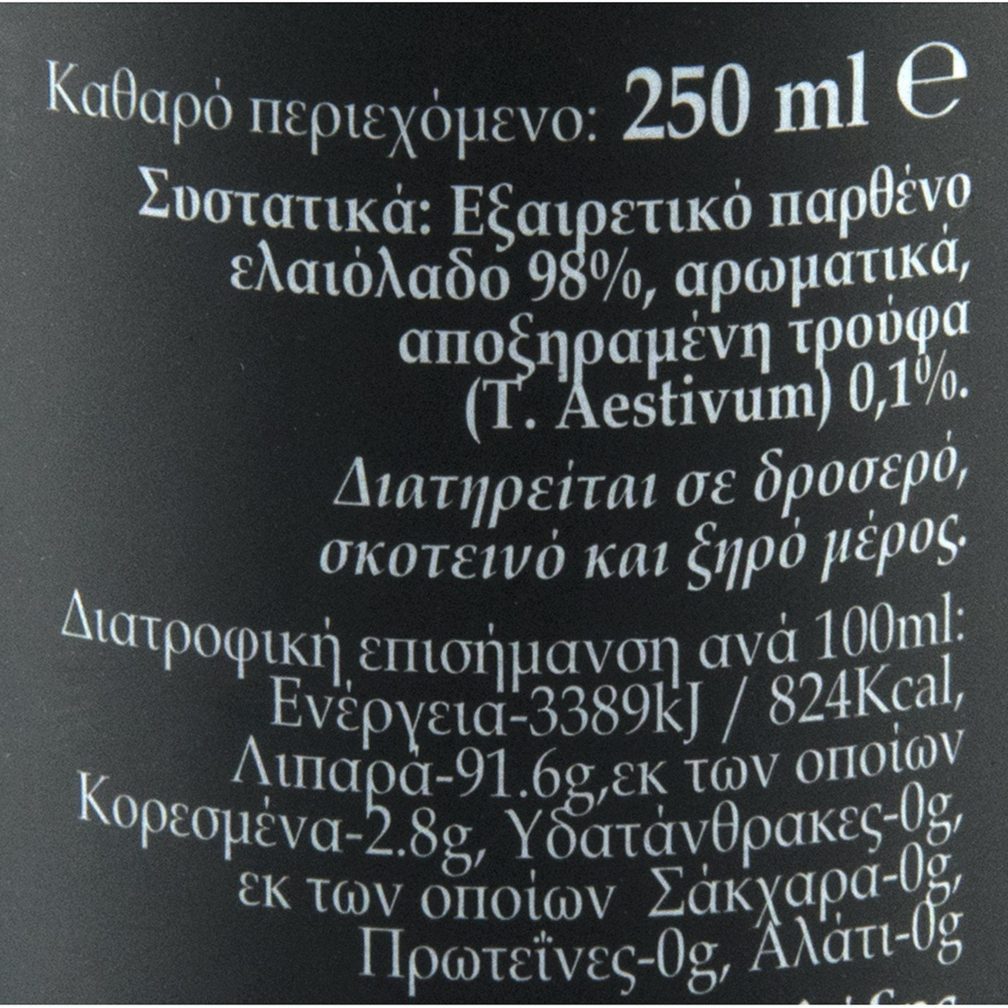 Καθαρό περιεχόμενο: 250 ml e
Συστατικά: Εξαιρετικό παρθένο
ελαιόλαδο 98%, αρωματικά,
αποξηραμένη τρούφα
(T. Aestivum) 0,1%.
Διατηρείται σε δροσερό,
σκοτεινό και ξηρό μέρος.
Διατροφική επισήμανση ανά 100ml:
Ενέργεια-3389kJ / 824Kcal,
Λιπαρά-91.6g,εκ των οποίων
Κορεσμένα-2.8g, Υδατάνθρακες-0g,
εκ των οποίων Σάκχαρα-0g,
Πρωτεΐνες-0g, Αλάτι-0g